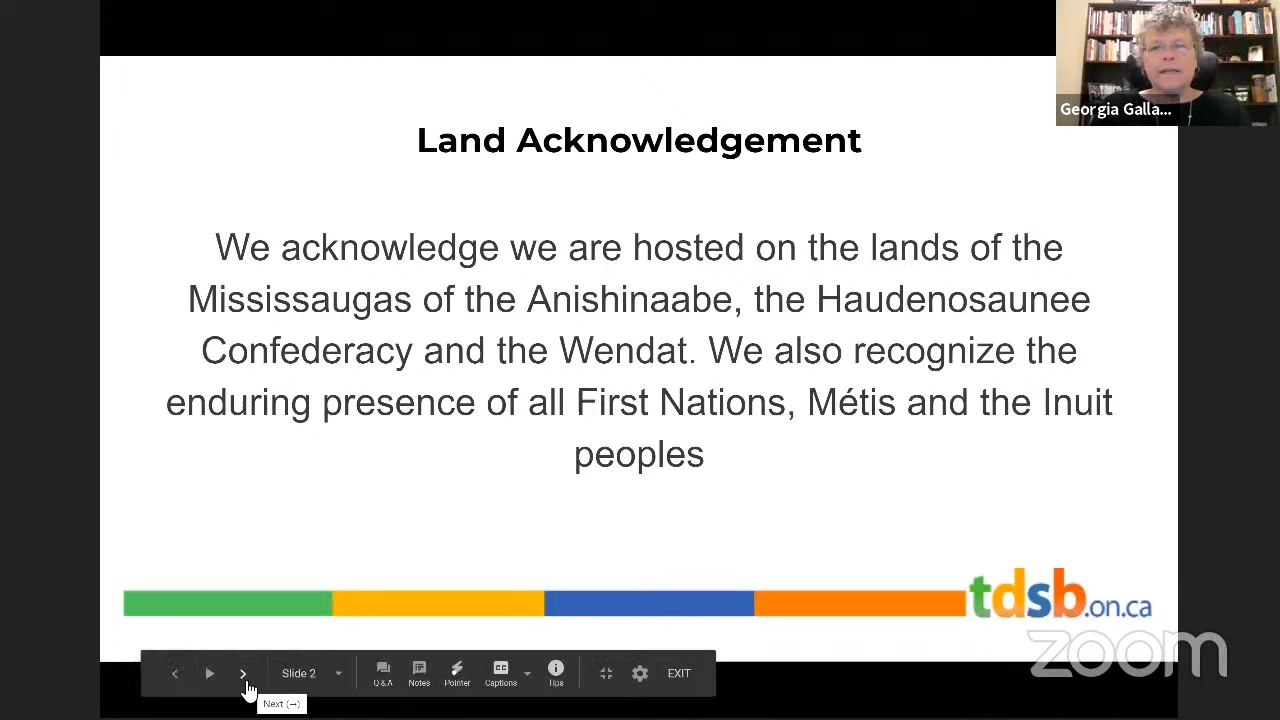 Georgia Galla...
Land Acknowledgement
We acknowledge we are hosted on the lands of the
Mississaugas of the Anishinaabe, the Haudenosaunee
Confederacy and the Wendat. We also recognize the
enduring presence of all First Nations, Métis and the Inuit
peoples
tdsb.on.ca
zoom
Slide 2
Q&A
Notes
Pointer
CC
Captions
Tips
EXIT
Next (→)